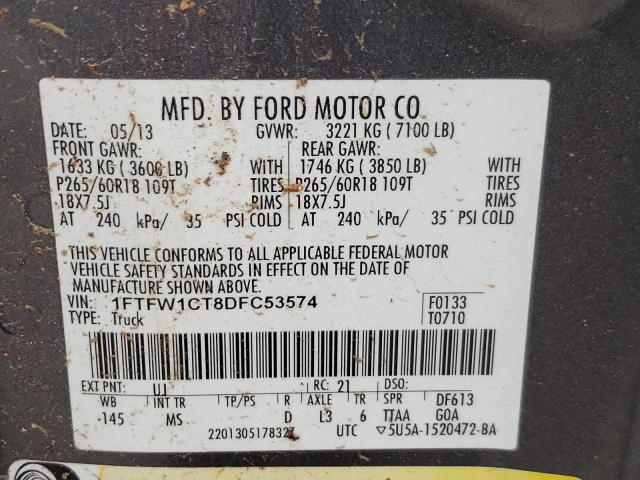 MFD. BY FORD MOTOR CO.
DATE: 05/13 GVWR: 3221 KG ( 7100 LB)
FRONT GAWR: REAR GAWR:
1633 KG ( 3600 LB) 1746 KG ( 3850 LB)
P265/60R18 109T TIRES P265/60R18 109T TIRES
18X7.5J RIMS 18X7.5J RIMS
AT 240 kPa/ 35 PSI COLD AT 240 kPa/ 35 PSI COLD
THIS VEHICLE CONFORMS TO ALL APPLICABLE FEDERAL MOTOR
VEHICLE SAFETY STANDARDS IN EFFECT ON THE DATE OF
MANUFACTURE SHOWN ABOVE.
VIN: 1FTFW1CT8DFC53574 F0133
TYPE: Truck T0710
EXT PNT: UJ RC: 21 DSO:
WB INT TR TP/PS R AXLE TR SPR DF613
145 MS D L3 6 TTAA G0A
2201305178327 UTC ▽5U5A-1520472-BA